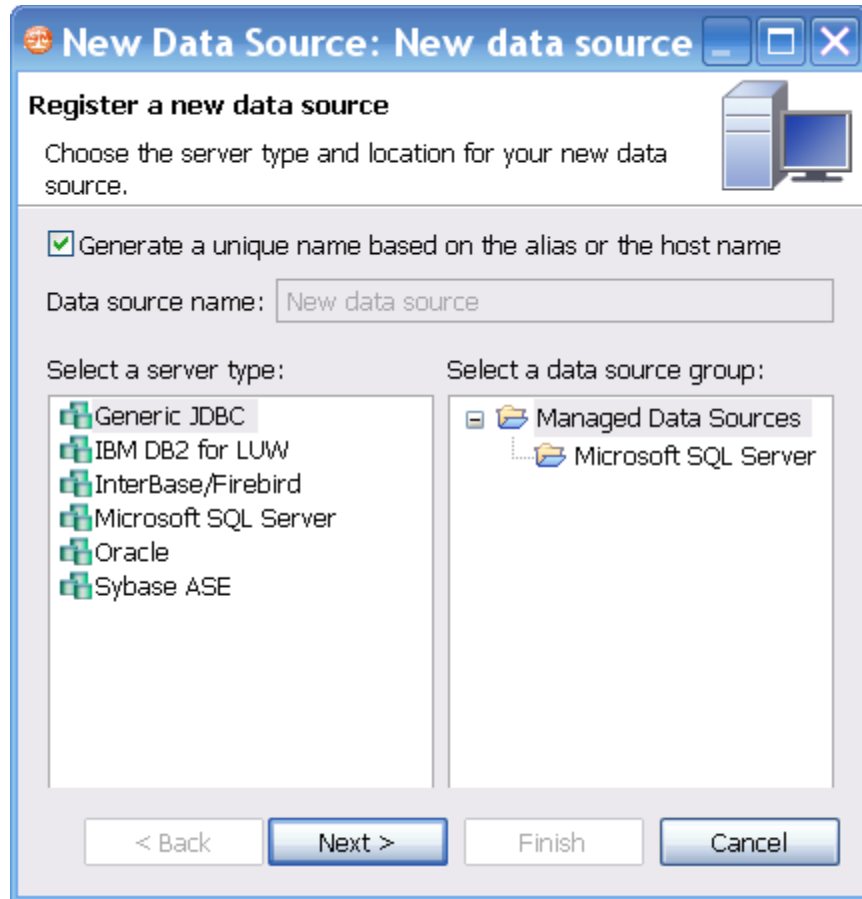 New Data Source: New data source
Register a new data source
Choose the server type and location for your new data
source.
Generate a unique name based on the alias or the host name
Data source name: New data source
Select a server type:
Generic JDBC
IBM DB2 for LUW
InterBase/Firebird
Microsoft SQL Server
Oracle
Sybase ASE
Select a data source group:
Managed Data Sources
Microsoft SQL Server
< Back
Next >
Finish
Cancel